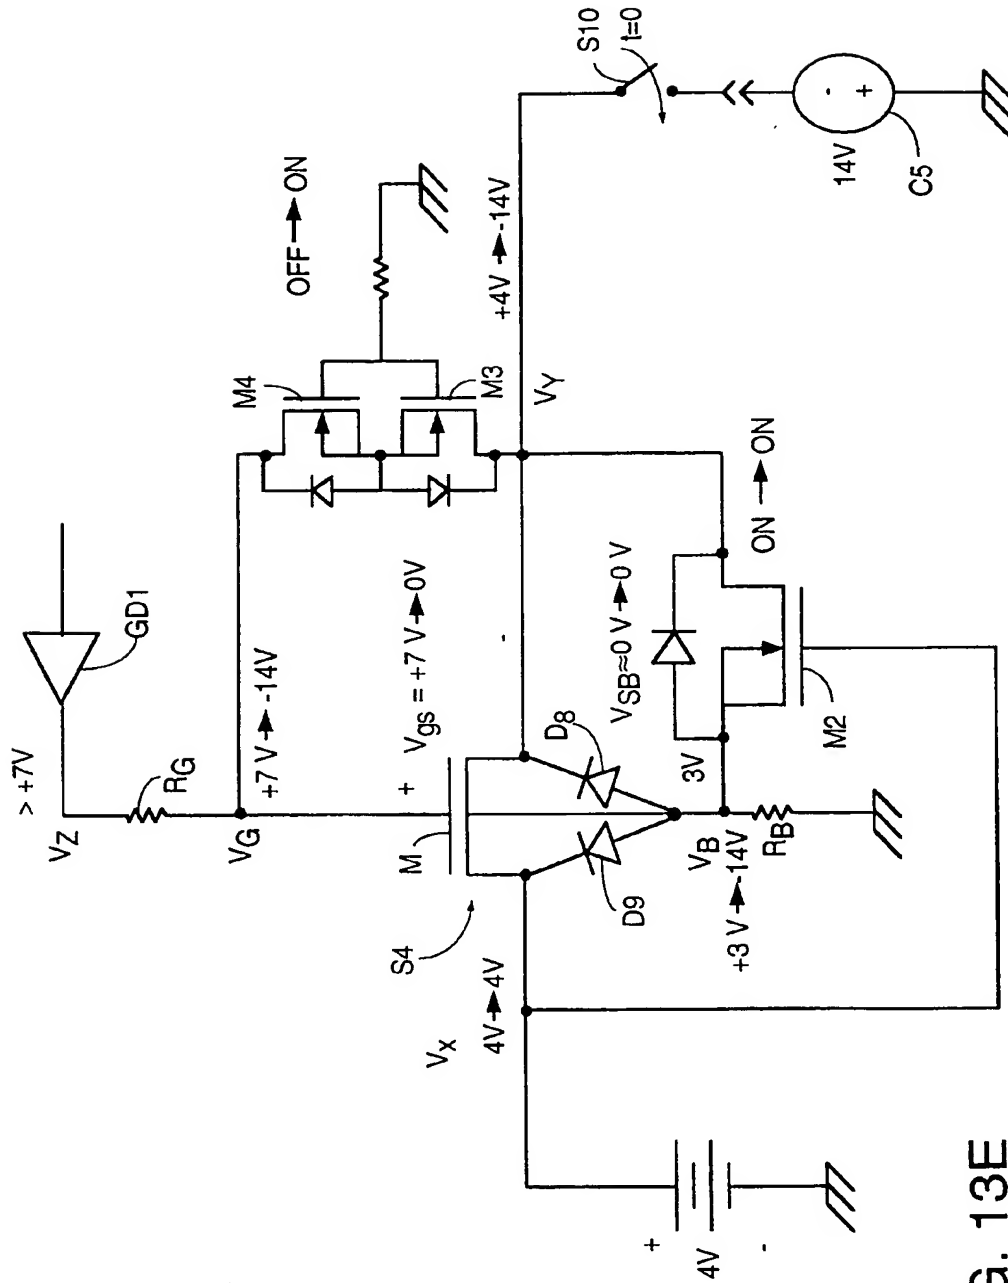 > +7V
VZ
RG
GD1
VG
+7 V→-14V
M4
OFF→ON
M3
M
+
Vgs = +7 V→0V
VY
+4V→-14V
S10
t=0
S4
VX
4V→4V
D9
D8
VB
+3 V→-14V
RB
3V
VSB≈0 V→0 V
M2
ON→ON
-
+
14V
C5
+
4V
-
G. 13E